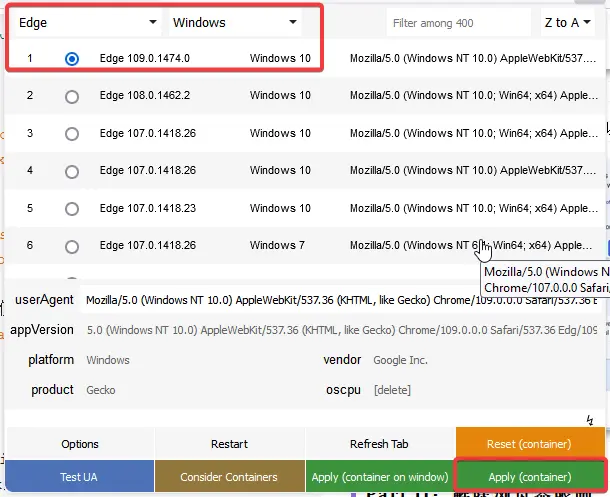 Edge Windows Filter among 400 Z to A
1 Edge 109.0.1474.0 Windows 10 Mozilla/5.0 (Windows NT 10.0) AppleWebKit/537....
2 Edge 108.0.1462.2 Windows 10 Mozilla/5.0 (Windows NT 10.0; Win64; x64) Apple...
3 Edge 107.0.1418.26 Windows 10 Mozilla/5.0 (Windows NT 10.0; Win64; x64) Apple...
4 Edge 107.0.1418.26 Windows 10 Mozilla/5.0 (Windows NT 10.0) AppleWebKit/537....
5 Edge 107.0.1418.23 Windows 10 Mozilla/5.0 (Windows NT 10.0; Win64; x64) Apple...
6 Edge 107.0.1418.26 Windows 7 Mozilla/5.0 (Windows NT 6 Win64; x64) Apple...
Mozilla/5.0 (Windows N
Chrome/107.0.0.0 Safari/
userAgent Mozilla/5.0 (Windows NT 10.0) AppleWebKit/537.36 (KHTML, like Gecko) Chrome/109.0.0.0 Safari/537.36 E
appVersion 5.0 (Windows NT 10.0) AppleWebKit/537.36 (KHTML, like Gecko) Chrome/109.0.0.0 Safari/537.36 Edg/109
platform Windows vendor Google Inc.
product Gecko oscpu [delete]
Options Restart Refresh Tab Reset (container)
Test UA Consider Containers Apply (container on window) Apply (container)